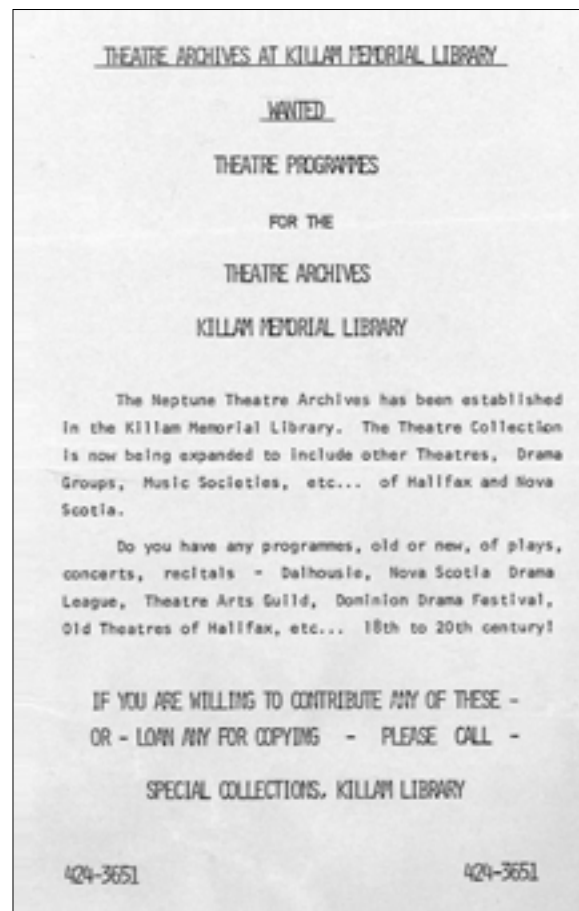 THEATRE ARCHIVES AT KILLAM MEMORIAL LIBRARY
WANTED
THEATRE PROGRAMMES
FOR THE
THEATRE ARCHIVES
KILLAM MEMORIAL LIBRARY
The Neptune Theatre Archives has been established
in the Killam Memorial Library. The Theatre Collection
is now being expanded to include other Theatres, Drama
Groups, Music Societies, etc... of Halifax and Nova
Scotia.
Do you have any programmes, old or new, of plays,
concerts, recitals - Dalhousie, Nova Scotia Drama
League, Theatre Arts Guild, Dominion Drama Festival,
Old Theatres of Halifax, etc... 18th to 20th century!
IF YOU ARE WILLING TO CONTRIBUTE ANY OF THESE -
OR - LOAN ANY FOR COPYING - PLEASE CALL -
SPECIAL COLLECTIONS, KILLAM LIBRARY
424-3651 424-3651